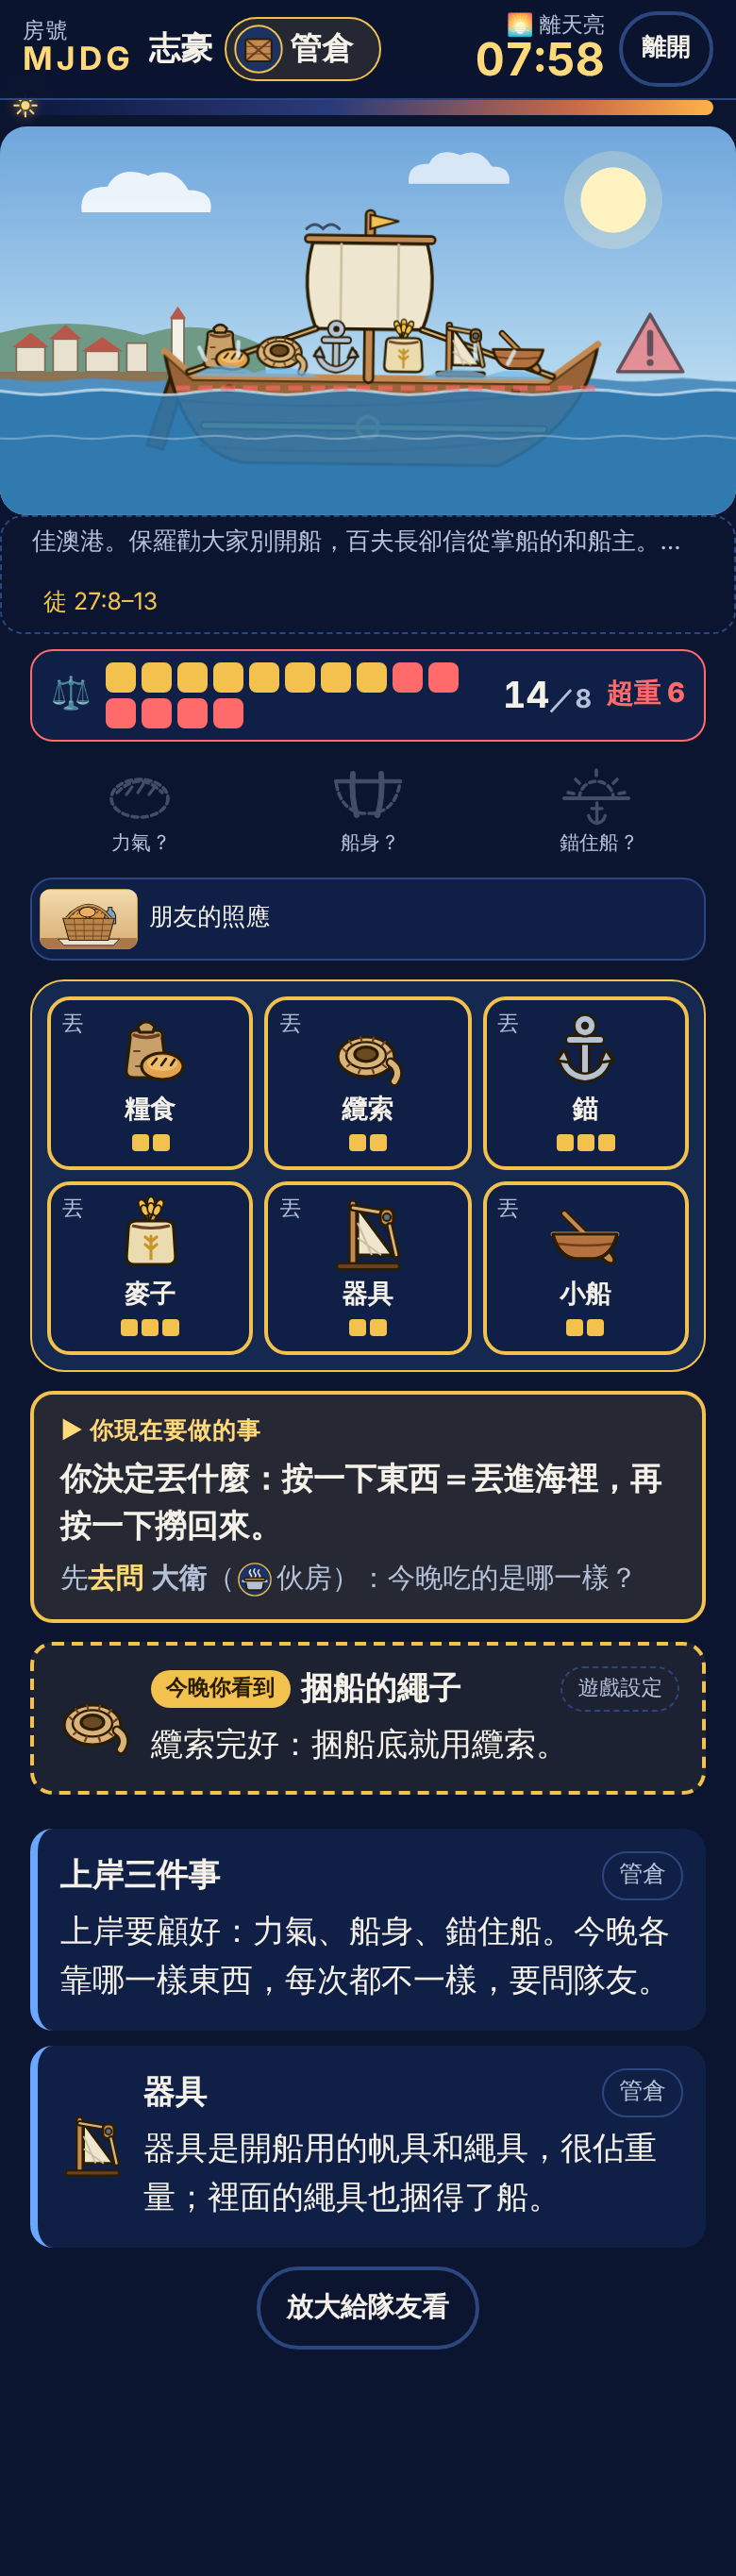 房號
MJDG
志豪
管倉
離天亮
07:58
離開
佳澳港。保羅勸大家別開船，百夫長卻信從掌船的和船主。...
徒 27:8–13
14／8 超重 6
力氣？
船身？
錨住船？
朋友的照應
丟
糧食
丟
纜索
丟
錨
丟
麥子
丟
器具
丟
小船
▶ 你現在要做的事
你決定丟什麼：按一下東西＝丟進海裡，再
按一下撈回來。
先去問 大衛（伙房）：今晚吃的是哪一樣？
今晚你看到 捆船的繩子
遊戲設定
纜索完好：捆船底就用纜索。
上岸三件事
管倉
上岸要顧好：力氣、船身、錨住船。今晚各
靠哪一樣東西，每次都不一樣，要問隊友。
器具
管倉
器具是開船用的帆具和繩具，很佔重
量；裡面的繩具也捆得了船。
放大給隊友看